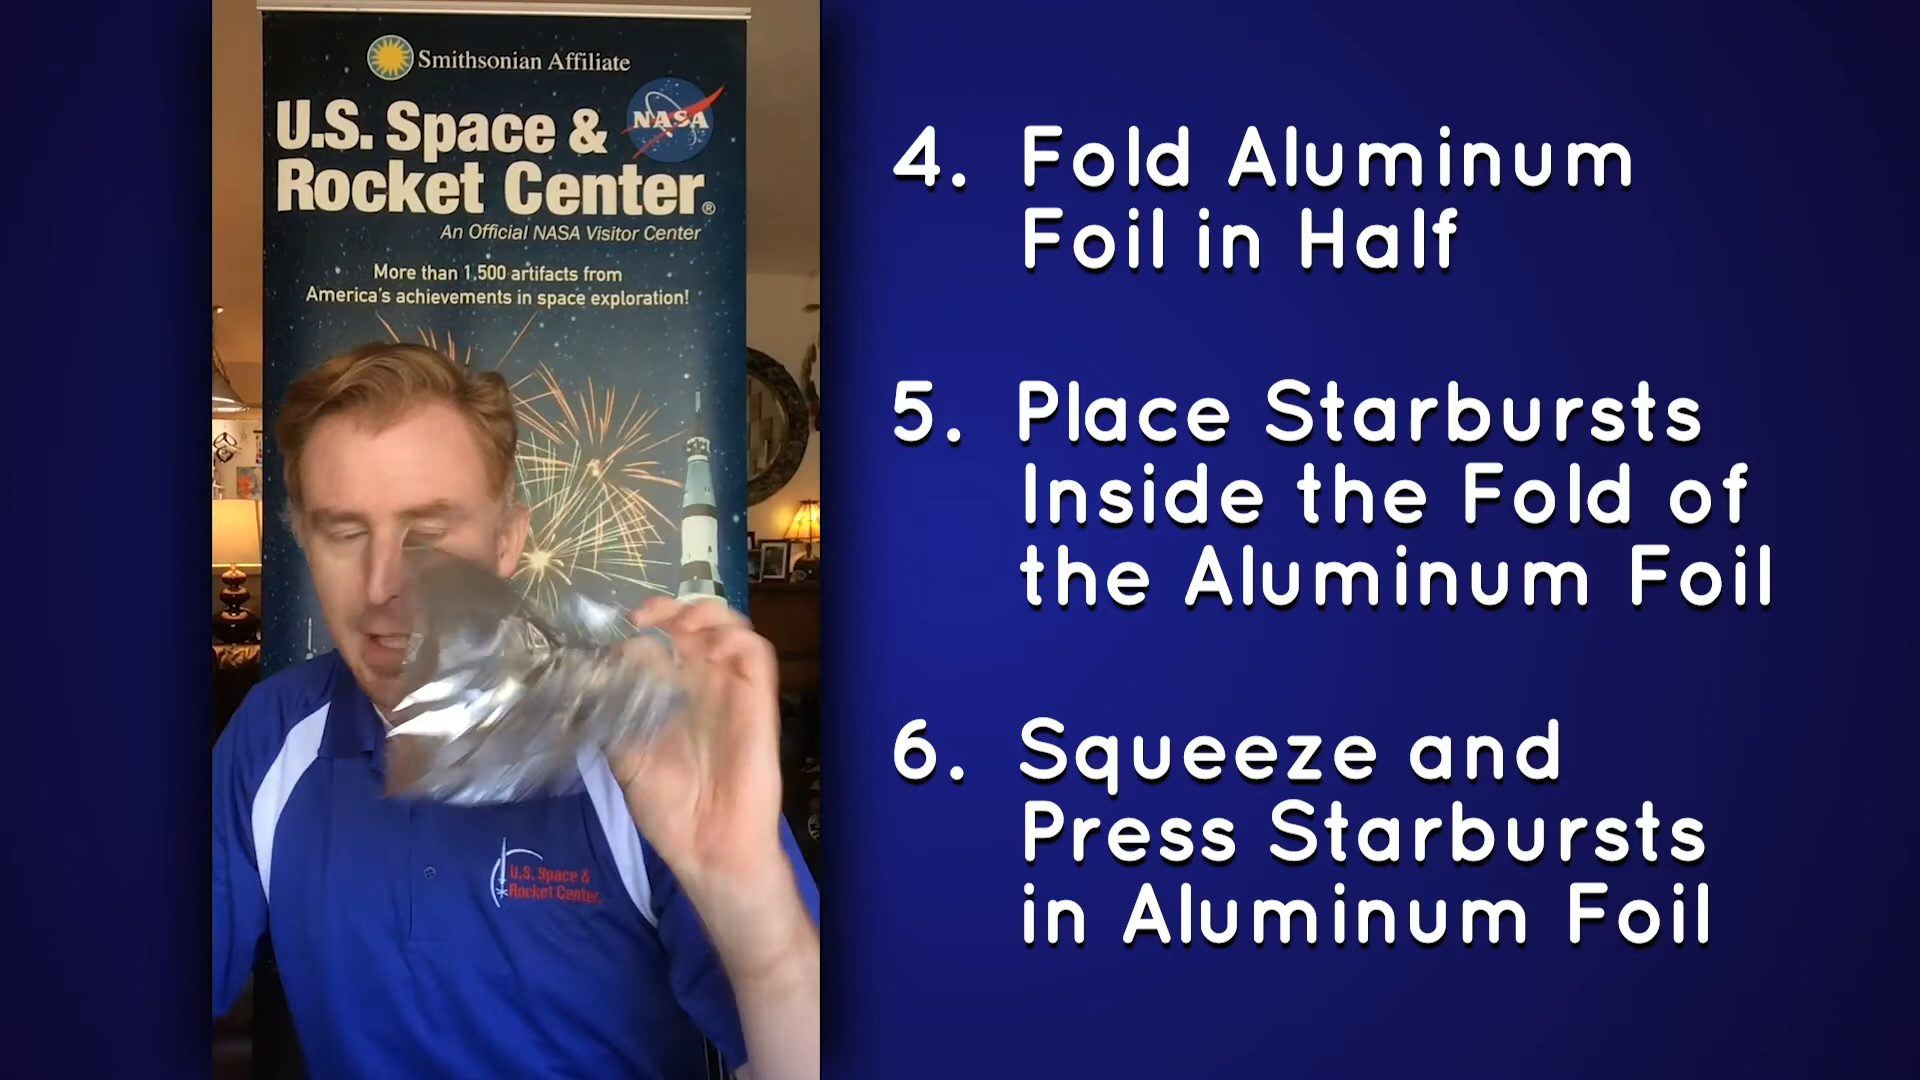 Smithsonian Affiliate
U.S. Space &
Rocket Center®
NASA
An Official NASA Visitor Center
More than 1,500 artifacts from
America's achievements in space exploration!
U.S. Space &
Rocket Center
4. Fold Aluminum
Foil in Half
5. Place Starbursts
Inside the Fold of
the Aluminum Foil
6. Squeeze and
Press Starbursts
in Aluminum Foil